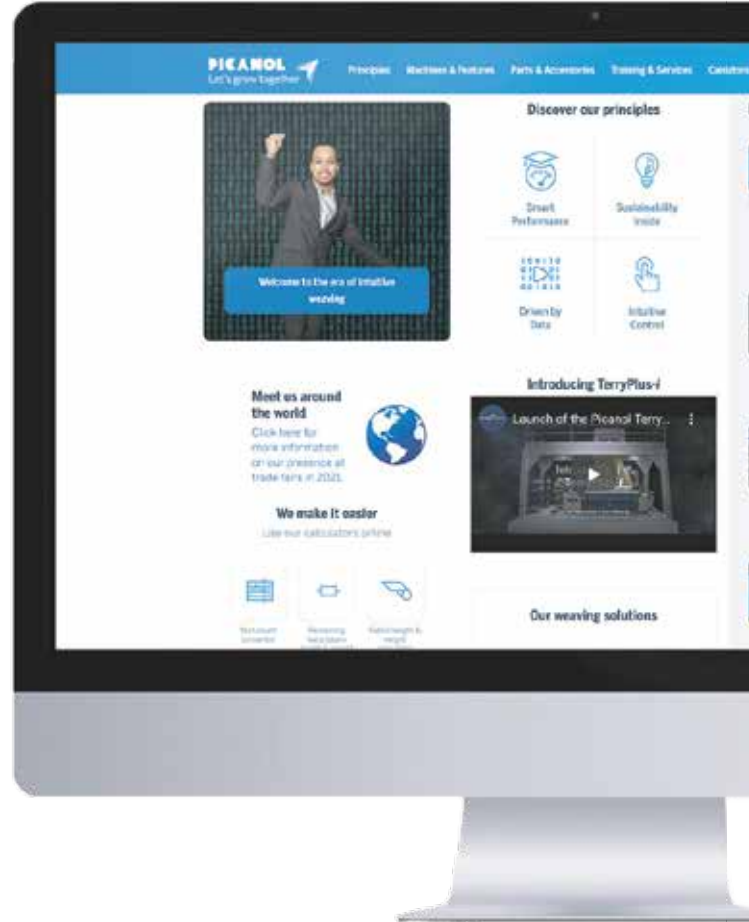 PICANOL
Let's grow together
Principles Machines & Features Parts & Accessories Training & Services
Welcome to the era of intuitive
weaving
Discover our principles
Smart
Performance
Sustainability
Inside
Driven by
Data
Intuitive
Control
Meet us around
the world
Click here for
more information
on our presence at
trade fairs in 2021.
We make it easier
Use our calculators online
Introducing TerryPlus-i
Launch of the Picanol Terry...
Our weaving solutions